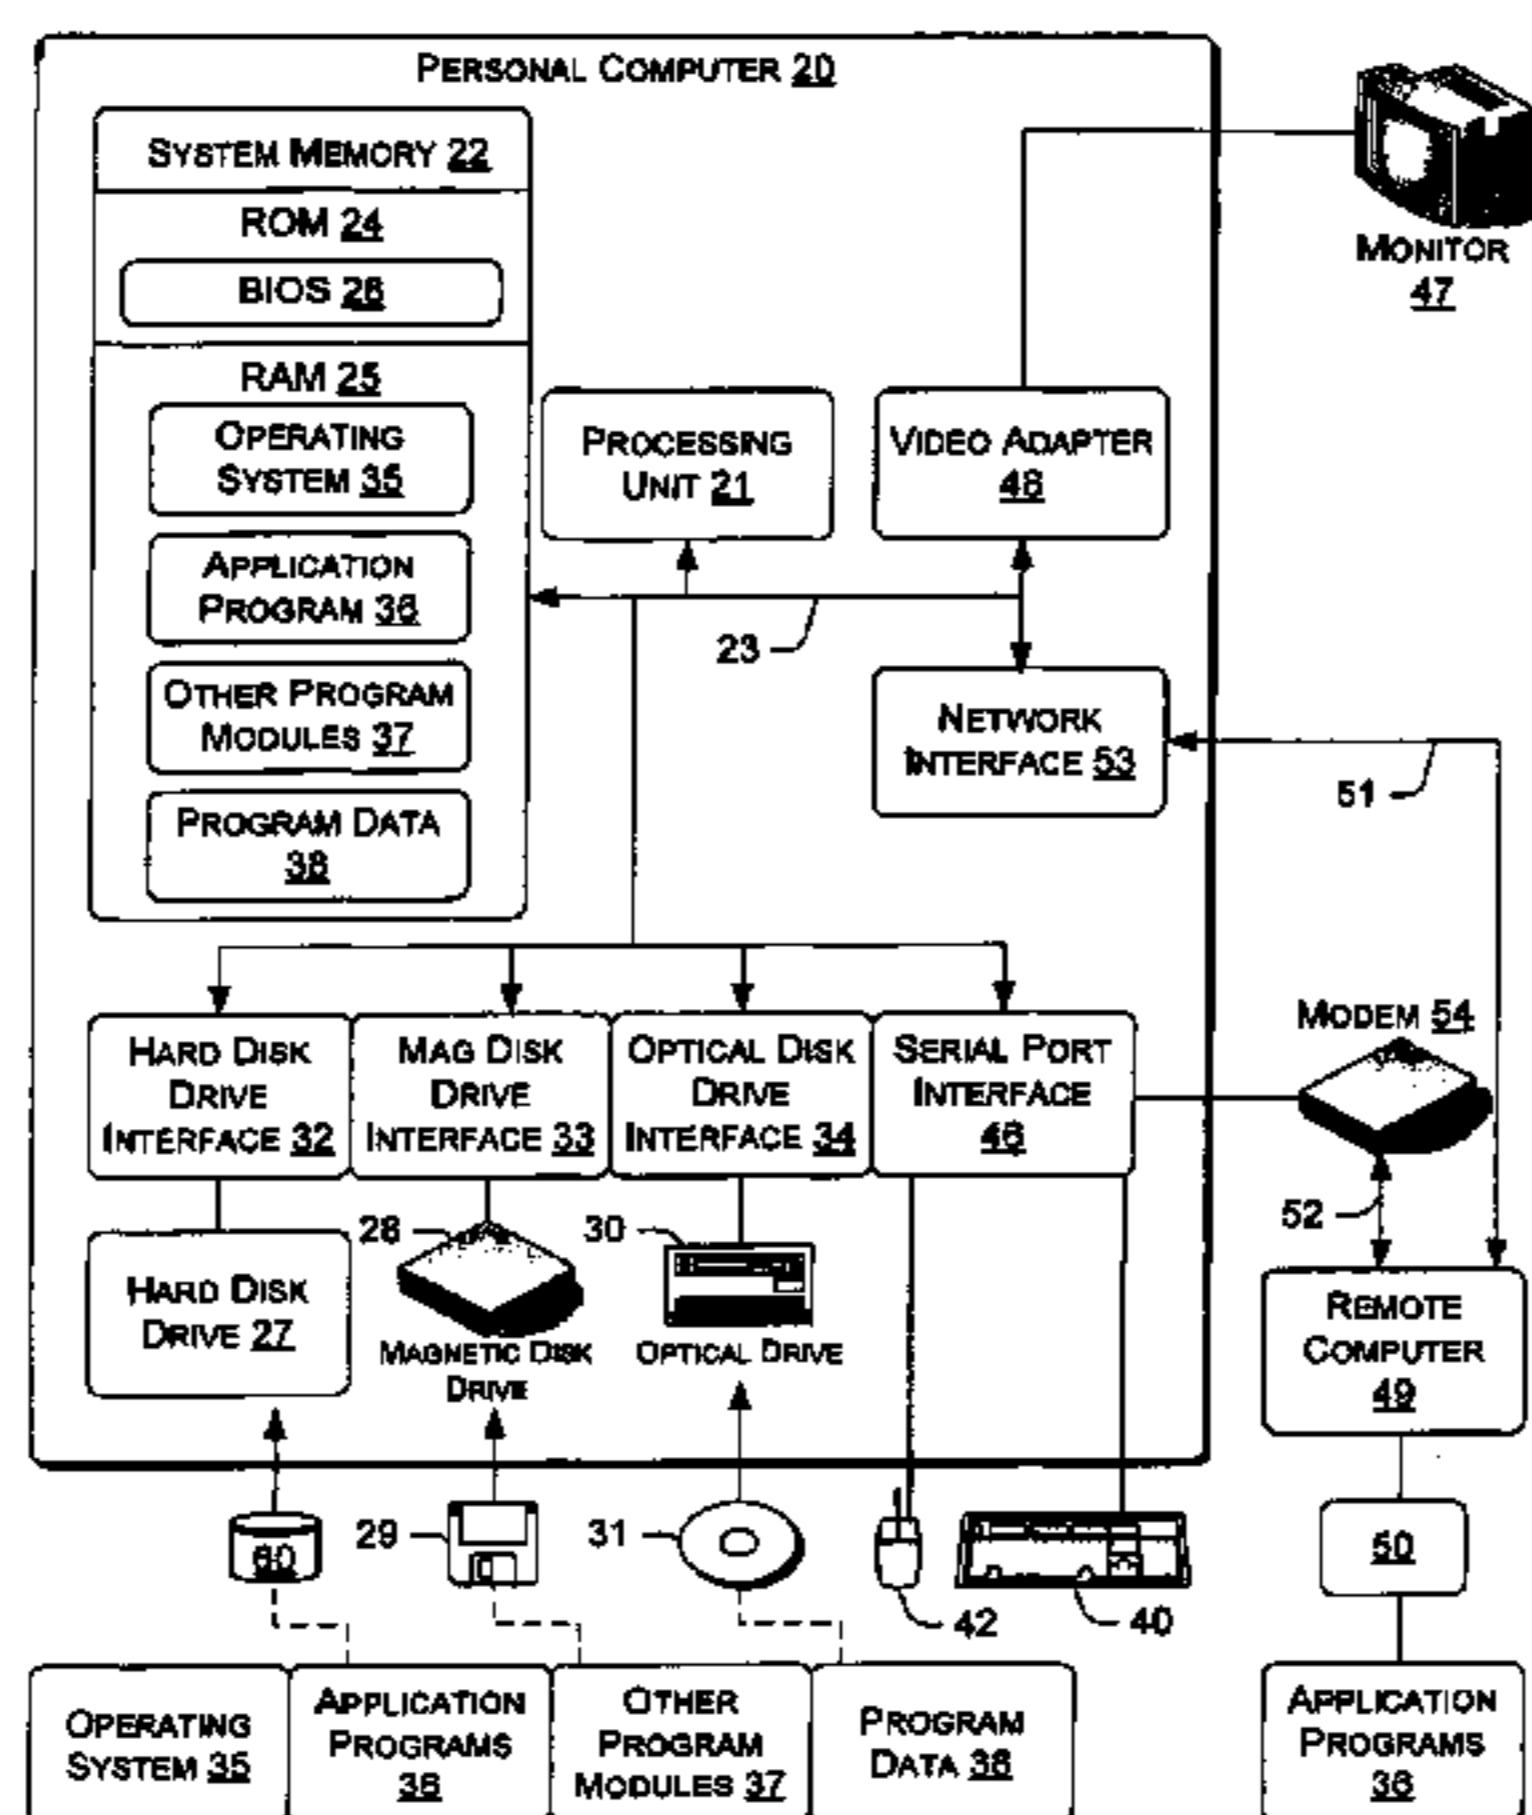 PERSONAL COMPUTER 20
SYSTEM MEMORY 22
ROM 24
BIOS 26
RAM 25
OPERATING
SYSTEM 35
APPLICATION
PROGRAM 36
OTHER PROGRAM
MODULES 37
PROGRAM DATA
38
PROCESSING
UNIT 21
VIDEO ADAPTER
48
MONITOR
47
23
NETWORK
INTERFACE 53
51
HARD DISK
DRIVE
INTERFACE 32
MAG DISK
DRIVE
INTERFACE 33
OPTICAL DISK
DRIVE
INTERFACE 34
SERIAL PORT
INTERFACE
46
MODEM 54
52
HARD DISK
DRIVE 27
28
MAGNETIC DISK
DRIVE
30
OPTICAL DRIVE
REMOTE
COMPUTER
49
60
29
31
42
40
50
OPERATING
SYSTEM 35
APPLICATION
PROGRAMS
36
OTHER
PROGRAM
MODULES 37
PROGRAM
DATA 38
APPLICATION
PROGRAMS
36